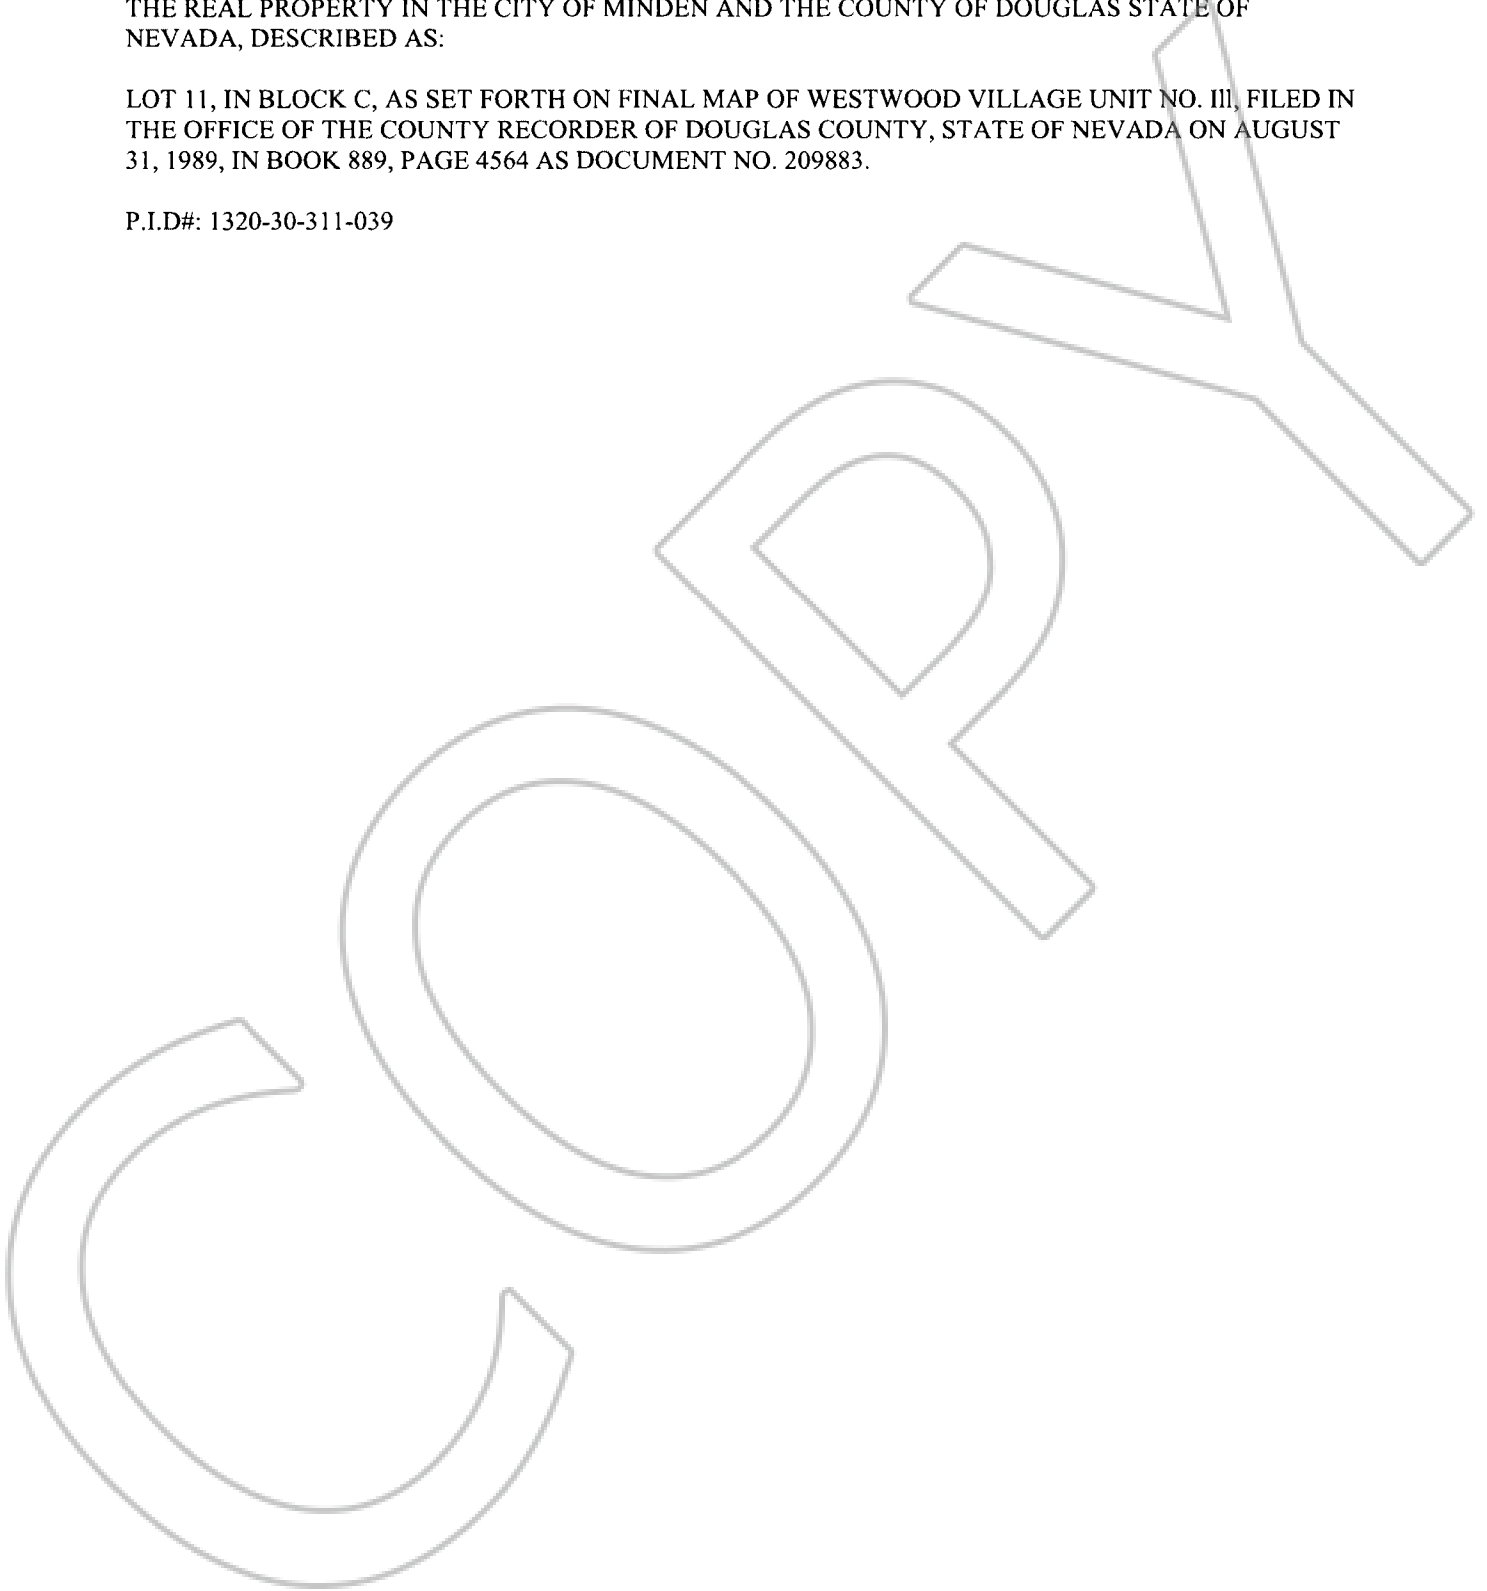 THE REAL PROPERTY IN THE CITY OF MINDEN AND THE COUNTY OF DOUGLAS STATE OF
NEVADA, DESCRIBED AS:
LOT 11, IN BLOCK C, AS SET FORTH ON FINAL MAP OF WESTWOOD VILLAGE UNIT NO. III, FILED IN
THE OFFICE OF THE COUNTY RECORDER OF DOUGLAS COUNTY, STATE OF NEVADA ON AUGUST
31, 1989, IN BOOK 889, PAGE 4564 AS DOCUMENT NO. 209883.
P.I.D#: 1320-30-311-039
COPY